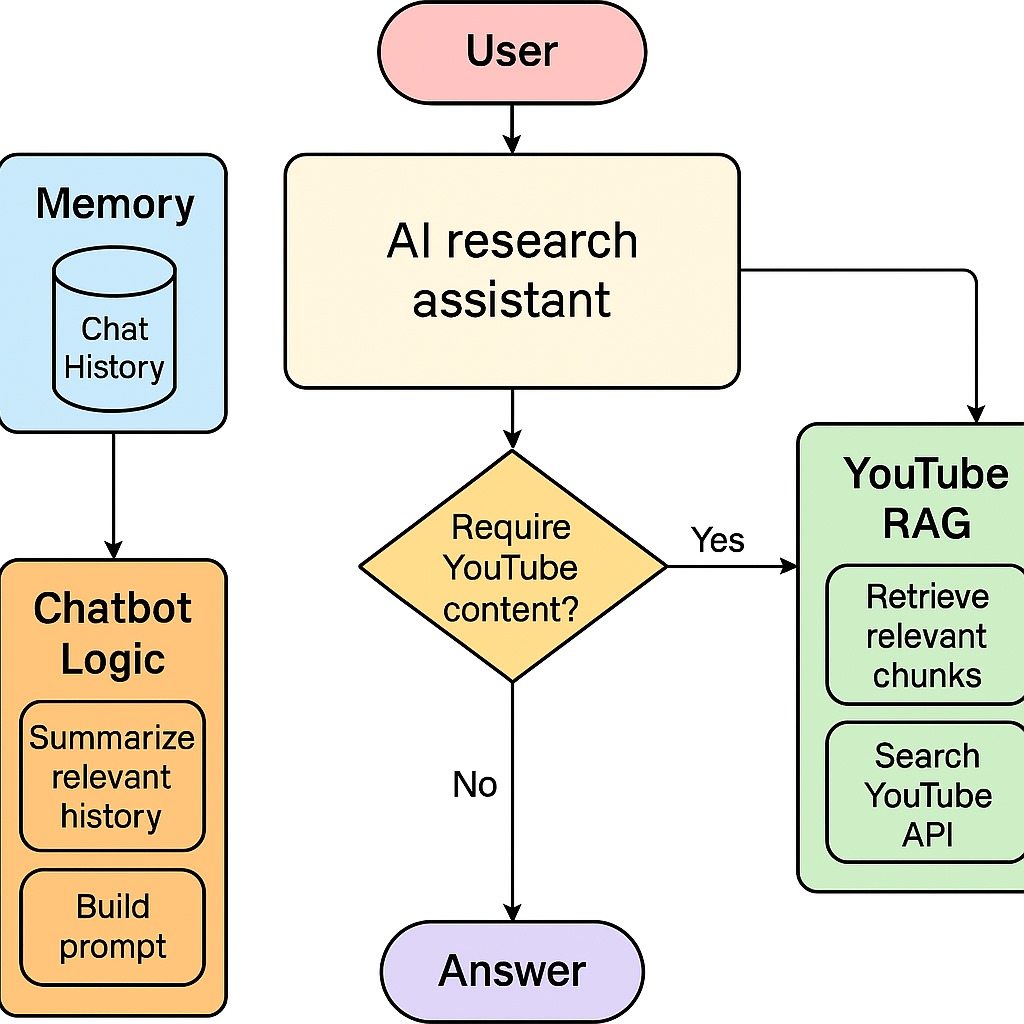 User
AI research
assistant
Memory
Chat
History
Chatbot
Logic
Summarize
relevant
history
Build
prompt
Require
YouTube
content?
Yes
No
YouTube
RAG
Retrieve
relevant
chunks
Search
YouTube
API
Answer